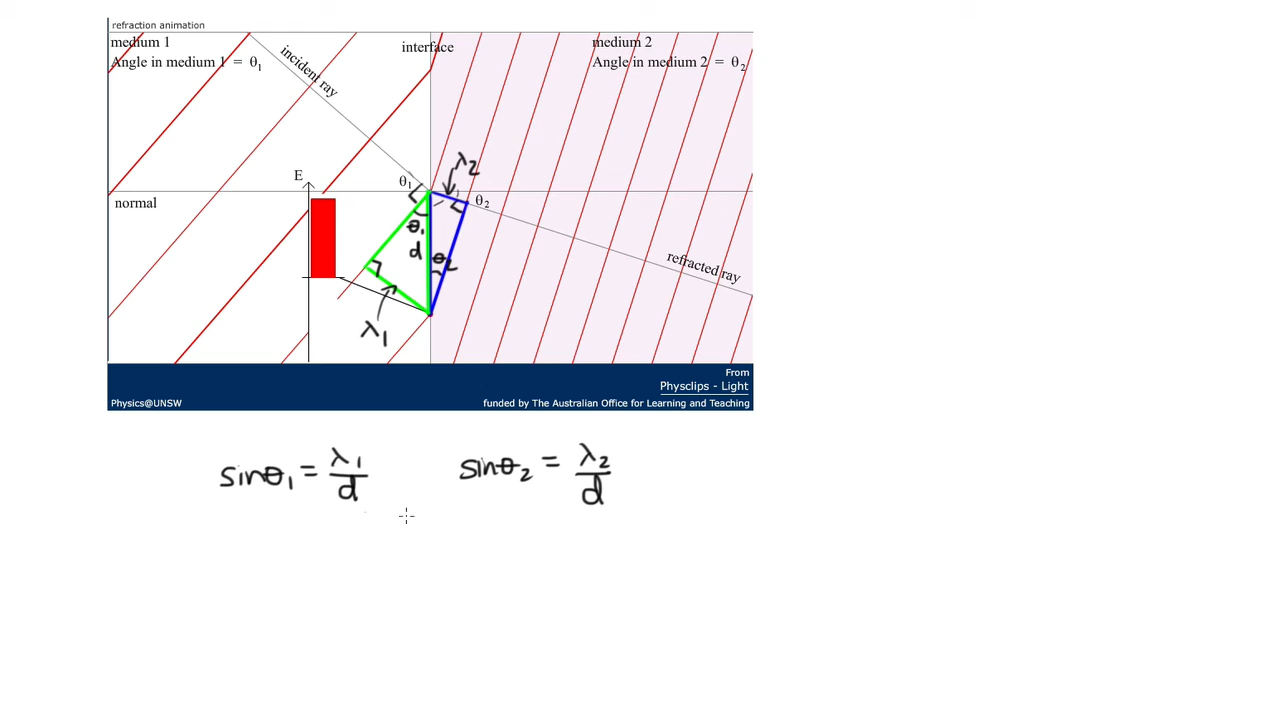 refraction animation
medium 1
Angle in medium 1 = θ₁
incident ray
interface
medium 2
Angle in medium 2 = θ₂
E
normal
θ₁
λ₂
θ₂
θ₁
d
θ₂
λ₁
refracted ray
From
Physclips - Light
Physics@UNSW
funded by The Australian Office for Learning and Teaching
sinθ₁ = λ₁/d
sinθ₂ = λ₂/d